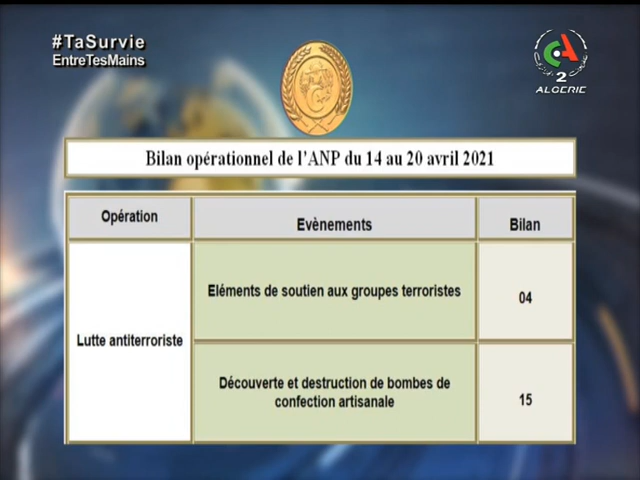 #TaSurvie
EntreTesMains
2
ALGERIE
Bilan opérationnel de l'ANP du 14 au 20 avril 2021
Opération
Evènements
Bilan
Lutte antiterroriste
Eléments de soutien aux groupes terroristes
04
Découverte et destruction de bombes de
confection artisanale
15